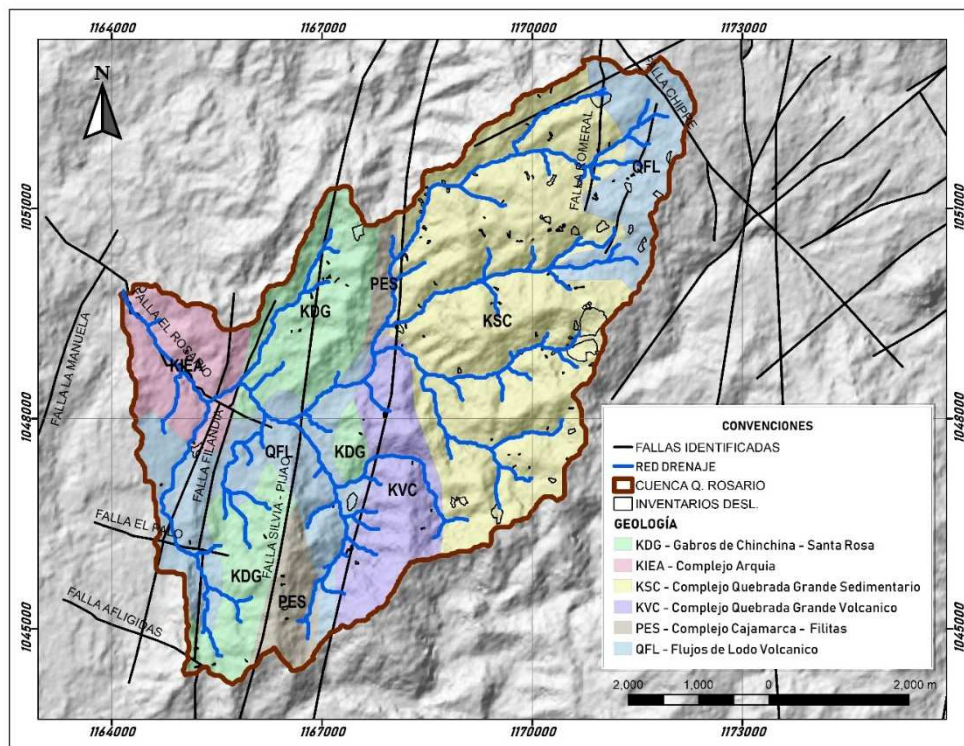 1164000 1167000 1170000 1173000
N
FALLA CHIPRE
FALLA ROMERAL
QFL
1051000 1051000
PES
FALLA EL ROSARIO
KDG
KSC
KIEA
FALLA LA MANUELA
1048000 1048000
FALLA FILANDIA
QFL
KDG
FALLA SILVIA - PIJAO
KVC
FALLA EL PALO
KDG
PES
FALLA AFLIGIDAS
1045000 1045000
CONVENCIONES
FALLAS IDENTIFICADAS
RED DRENAJE
CUENCA Q. ROSARIO
INVENTARIOS DESL.
GEOLOGÍA
KDG - Gabros de Chinchina - Santa Rosa
KIEA - Complejo Arquia
KSC - Complejo Quebrada Grande Sedimentario
KVC - Complejo Quebrada Grande Volcanico
PES - Complejo Cajamarca - Filitas
QFL - Flujos de Lodo Volcanico
2,000 1,000 0 2,000 m
1164000 1167000 1170000 1173000